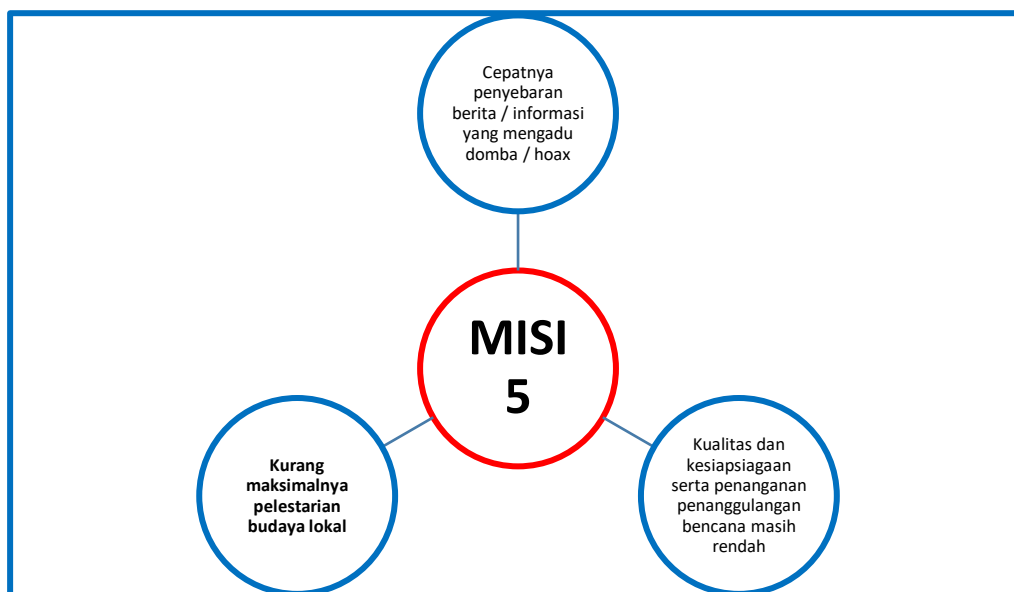 Cepatnya
penyebaran
berita / informasi
yang mengadu
domba / hoax
MISI
5
Kurang
maksimalnya
pelestarian
budaya lokal
Kualitas dan
kesiapsiagaan
serta penanganan
penanggulangan
bencana masih
rendah